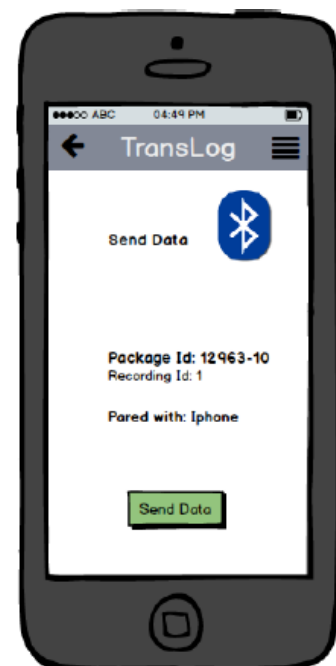 ABC 04:49 PM
TransLog
Send Data
Package Id: 12963-10
Recording Id: 1
Pared with: Iphone
Send Data